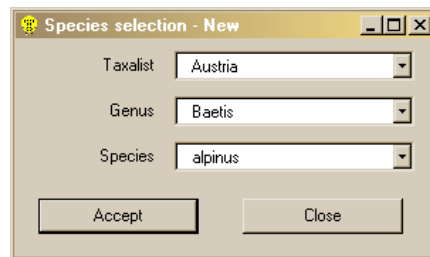 Species selection - New
Taxalist Austria
Genus Baetis
Species alpinus
Accept Close